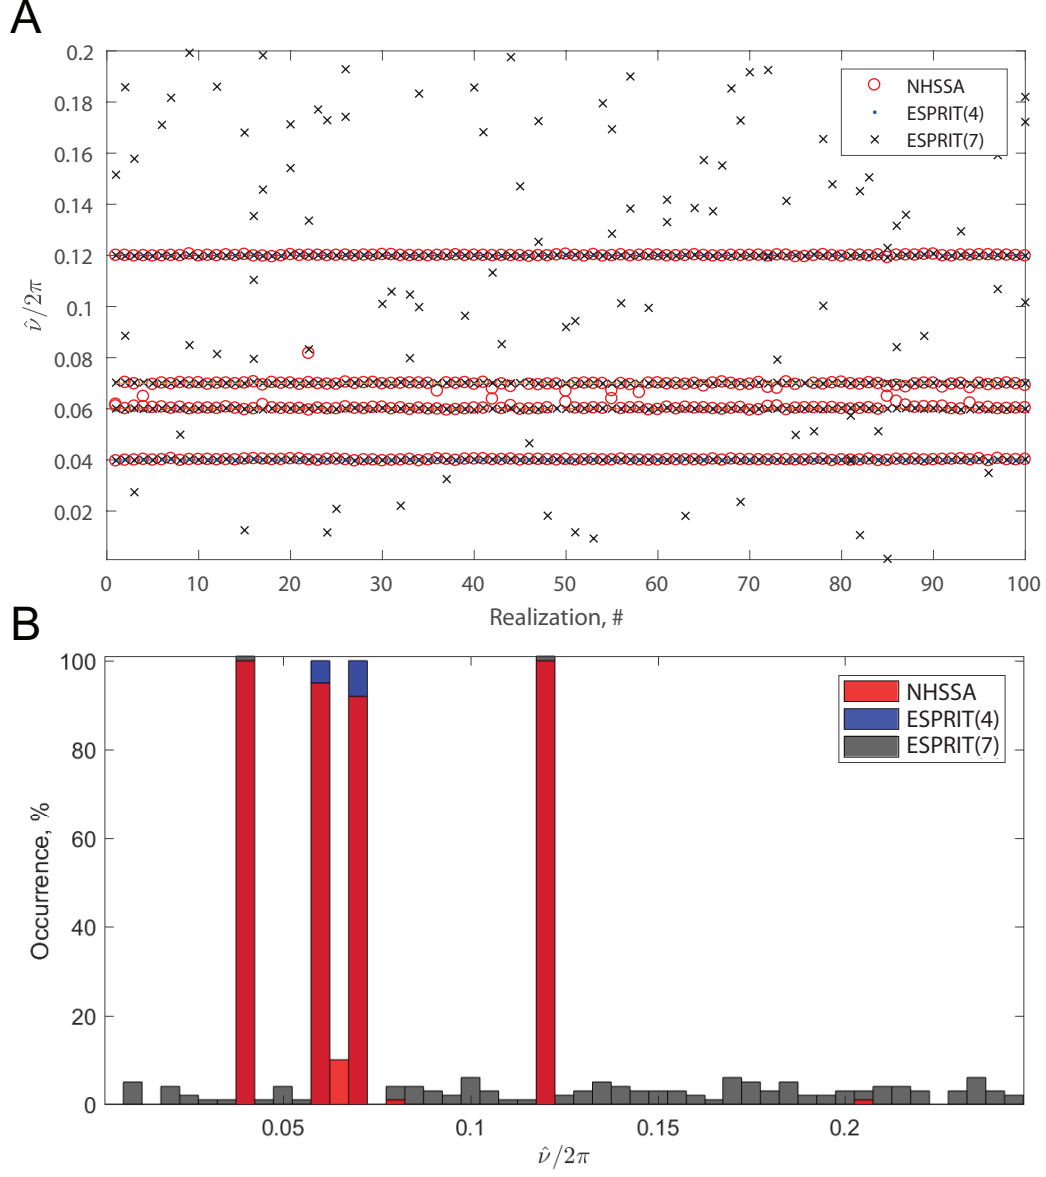 A
0.2
0.18
0.16
0.14
0.12
0.1
0.08
0.06
0.04
0.02
ν̂/2π
NHSSA
ESPRIT(4)
ESPRIT(7)
0 10 20 30 40 50 60 70 80 90 100
Realization, #
B
100
80
60
40
20
0
Occurrence, %
NHSSA
ESPRIT(4)
ESPRIT(7)
0.05 0.1 0.15 0.2
ν̂/2π